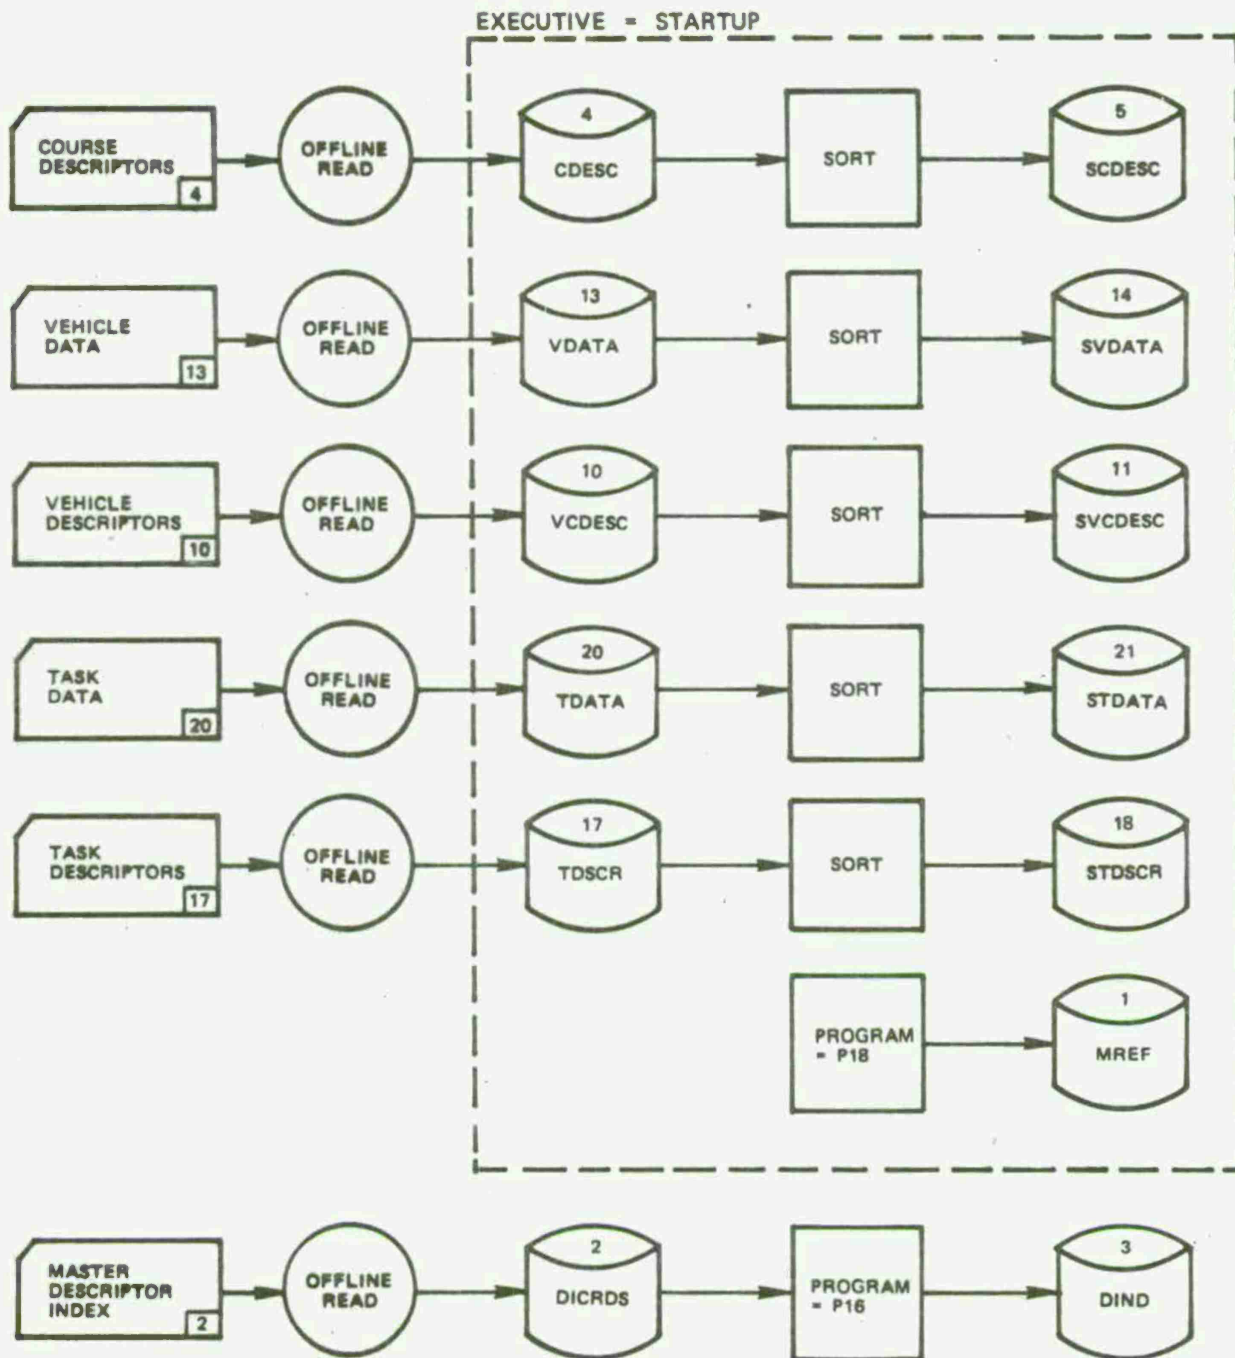 EXECUTIVE = STARTUP
COURSE
DESCRIPTORS
4
OFFLINE
READ
4
CDESC
SORT
5
SCDESC
VEHICLE
DATA
13
OFFLINE
READ
13
VDATA
SORT
14
SVDATA
VEHICLE
DESCRIPTORS
10
OFFLINE
READ
10
VCDESC
SORT
11
SVCDESC
TASK
DATA
20
OFFLINE
READ
20
TDATA
SORT
21
STDATA
TASK
DESCRIPTORS
17
OFFLINE
READ
17
TDSCR
SORT
18
STDSCR
PROGRAM
= P18
1
MREF
MASTER
DESCRIPTOR
INDEX
2
OFFLINE
READ
2
DICRDS
PROGRAM
= P16
3
DIND